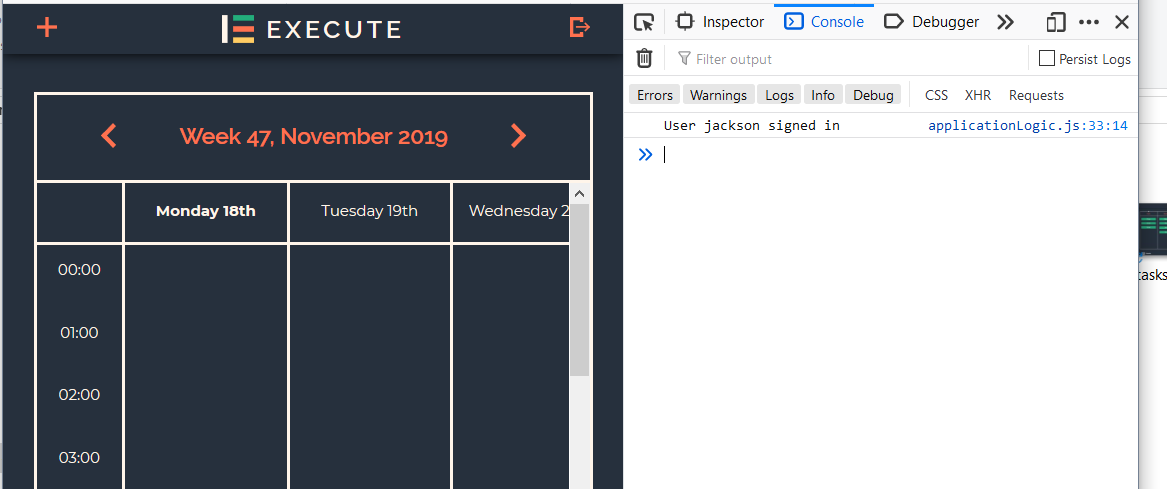 EXECUTE
Week 47, November 2019
Monday 18th
Tuesday 19th
Wednesday 2
00:00
01:00
02:00
03:00
Inspector
Console
Debugger
Filter output
Persist Logs
Errors
Warnings
Logs
Info
Debug
CSS
XHR
Requests
User jackson signed in
applicationLogic.js:33:14
tasks